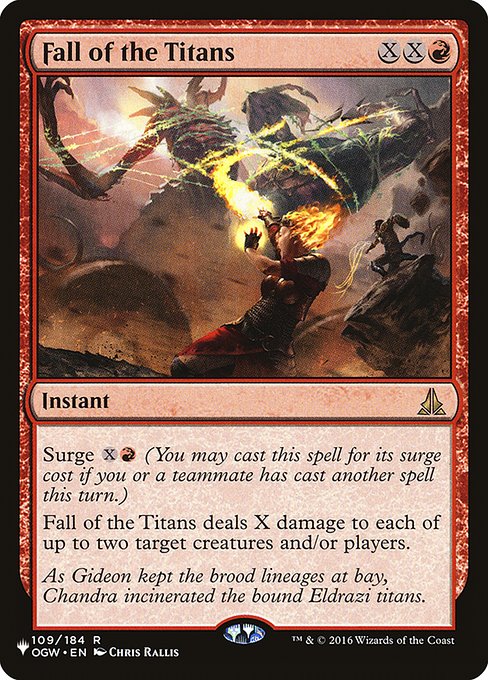 Fall of the Titans XX
Instant
Surge X (You may cast this spell for its surge
cost if you or a teammate has cast another spell
this turn.)
Fall of the Titans deals X damage to each of
up to two target creatures and/or players.
As Gideon kept the brood lineages at bay,
Chandra incinerated the bound Eldrazi titans.
109/184 R
OGW • EN Chris Rallis
™ & © 2016 Wizards of the Coast